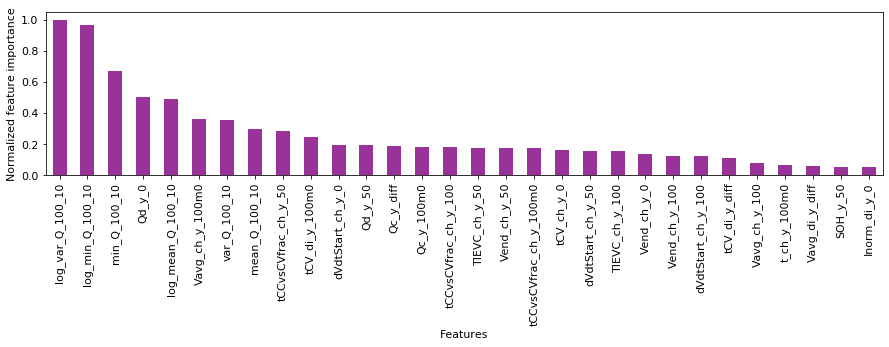 Normalized feature importance
1.0
0.8
0.6
0.4
0.2
0.0
log_var_Q_100_10
log_min_Q_100_10
min_Q_100_10
Qd_y_0
log_mean_Q_100_10
Vavg_ch_y_100m0
var_Q_100_10
mean_Q_100_10
tCCvsCVfrac_ch_y_50
tCV_di_y_100m0
dVdtStart_ch_y_0
Qd_y_50
Qc_y_diff
Qc_y_100m0
tCCvsCVfrac_ch_y_100
TIEVC_ch_y_50
Vend_ch_y_50
tCCvsCVfrac_ch_y_100m0
tCV_ch_y_0
dVdtStart_ch_y_50
TIEVC_ch_y_100
Vend_ch_y_0
Vend_ch_y_100
dVdtStart_ch_y_100
tCV_di_y_diff
Vavg_ch_y_100
t_ch_y_100m0
Vavg_di_y_diff
SOH_y_50
Inorm_di_y_0
Features